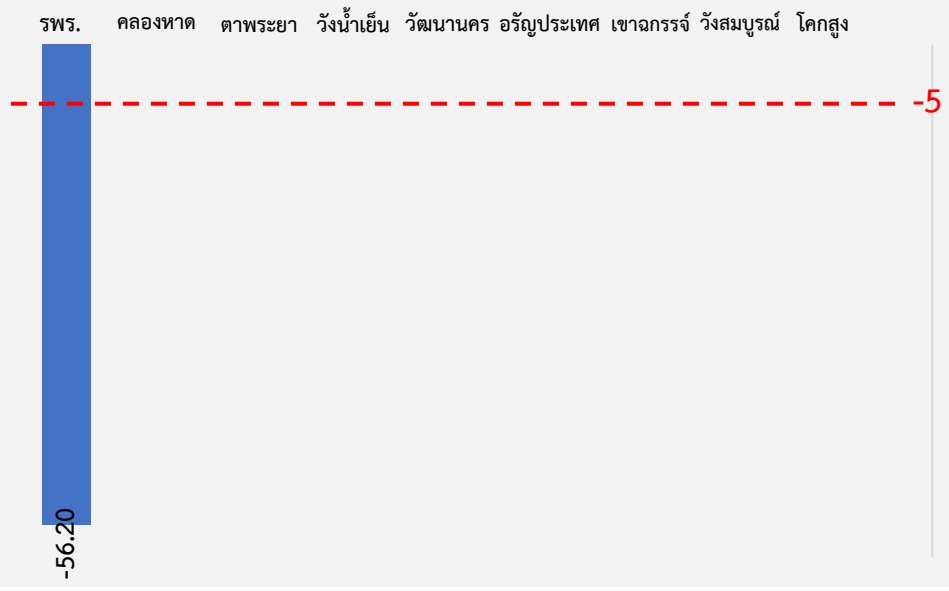 รพร. คลองหาด ตาพระยา วังน้ำเย็น วัฒนานคร อรัญประเทศ เขาฉกรรจ์ วังสมบูรณ์ โคกสูง
-5
-56.20